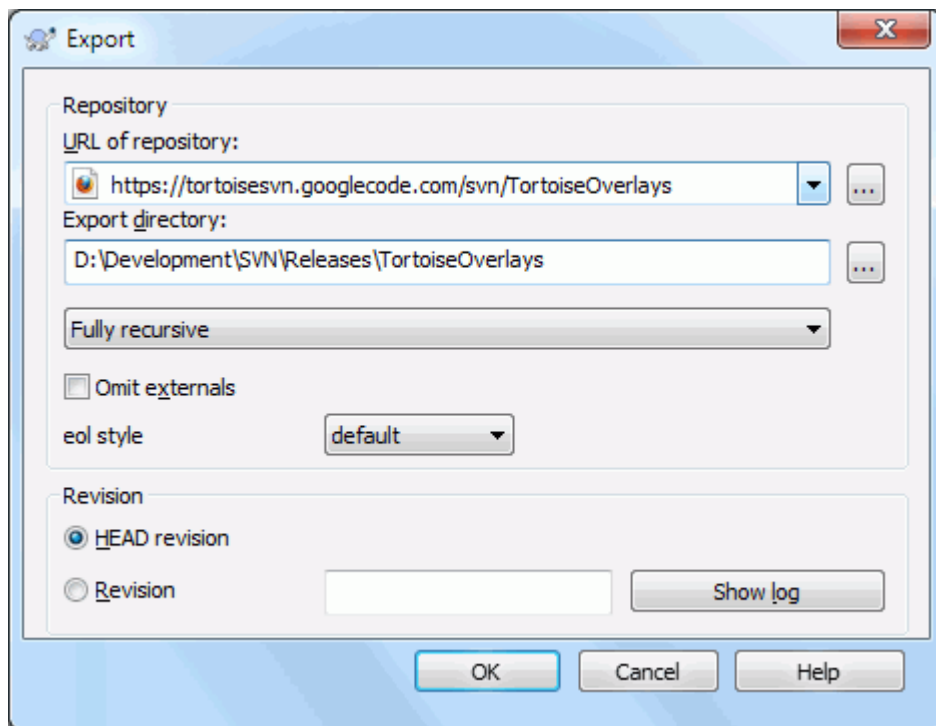 Export
Repository
URL of repository:
https://tortoisesvn.googlecode.com/svn/TortoiseOverlays
...
Export directory:
D:\Development\SVN\Releases\TortoiseOverlays
...
Fully recursive
Omit externals
eol style default
Revision
HEAD revision
Revision Show log
OK Cancel Help